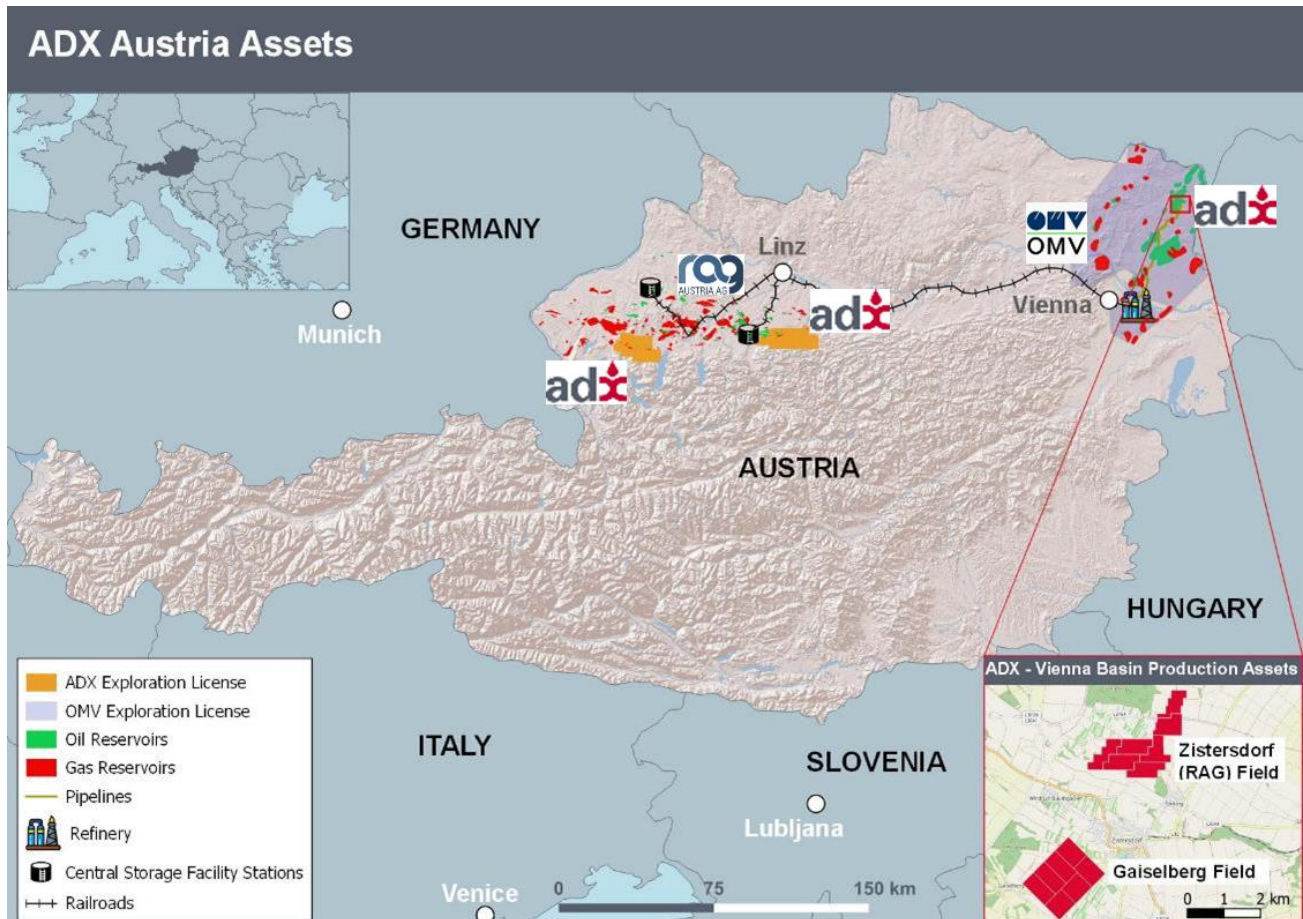 ADX Austria Assets
GERMANY
Munich
rag
AUSTRIA AG
Linz
adx
adx
OMV
OMV
adx
Vienna
AUSTRIA
HUNGARY
ITALY
SLOVENIA
Lubljana
Venice
0 75 150 km
ADX Exploration License
OMV Exploration License
Oil Reservoirs
Gas Reservoirs
Pipelines
Refinery
Central Storage Facility Stations
Railroads
ADX - Vienna Basin Production Assets
Zistersdorf
(RAG) Field
Gaiselberg Field
0 1 2 km